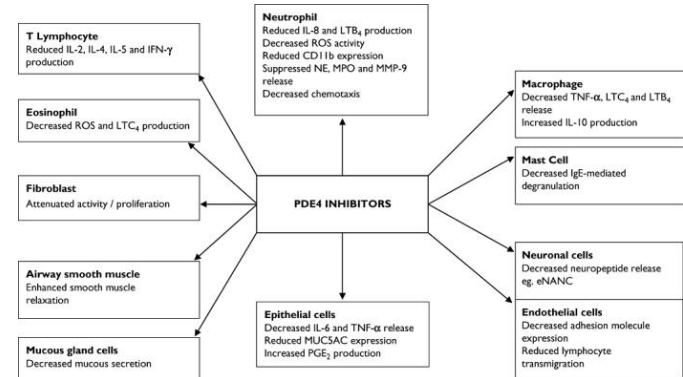 T Lymphocyte
Reduced IL-2, IL-4, IL-5 and IFN-γ
production
Eosinophil
Decreased ROS and LTC₄ production
Fibroblast
Attenuated activity / proliferation
Airway smooth muscle
Enhanced smooth muscle
relaxation
Mucous gland cells
Decreased mucous secretion
Neutrophil
Reduced IL-8 and LTB₄ production
Decreased ROS activity
Reduced CD11b expression
Suppressed NE, MPO and MMP-9
release
Decreased chemotaxis
PDE4 INHIBITORS
Epithelial cells
Decreased IL-6 and TNF-α release
Reduced MUC5AC expression
Increased PGE₂ production
Macrophage
Decreased TNF-α, LTC₄ and LTB₄
release
Increased IL-10 production
Mast Cell
Decreased IgE-mediated
degranulation
Neuronal cells
Decreased neuropeptide release
eg. eNANC
Endothelial cells
Decreased adhesion molecule
expression
Reduced lymphocyte
transmigration